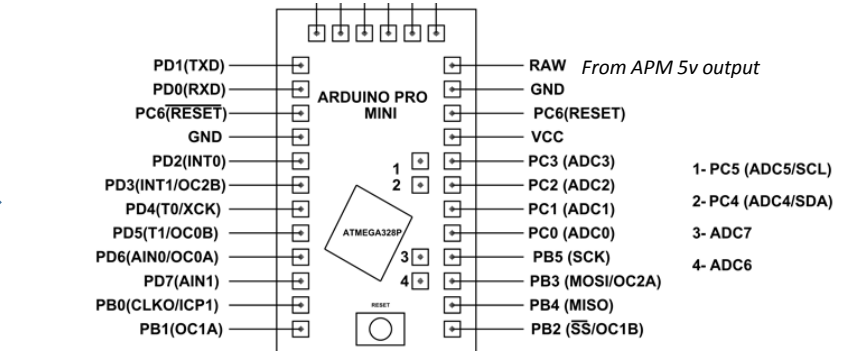 PD1(TXD)
PD0(RXD)
PC6(RESET)
GND
PD2(INT0)
PD3(INT1/OC2B)
PD4(T0/XCK)
PD5(T1/OC0B)
PD6(AIN0/OC0A)
PD7(AIN1)
PB0(CLKO/ICP1)
PB1(OC1A)
ARDUINO PRO
MINI
1
2
ATMEGA328P
3
4
RESET
RAW From APM 5v output
GND
PC6(RESET)
VCC
PC3 (ADC3)
PC2 (ADC2)
PC1 (ADC1)
PC0 (ADC0)
PB5 (SCK)
PB3 (MOSI/OC2A)
PB4 (MISO)
PB2 (SS/OC1B)
1- PC5 (ADC5/SCL)
2- PC4 (ADC4/SDA)
3- ADC7
4- ADC6